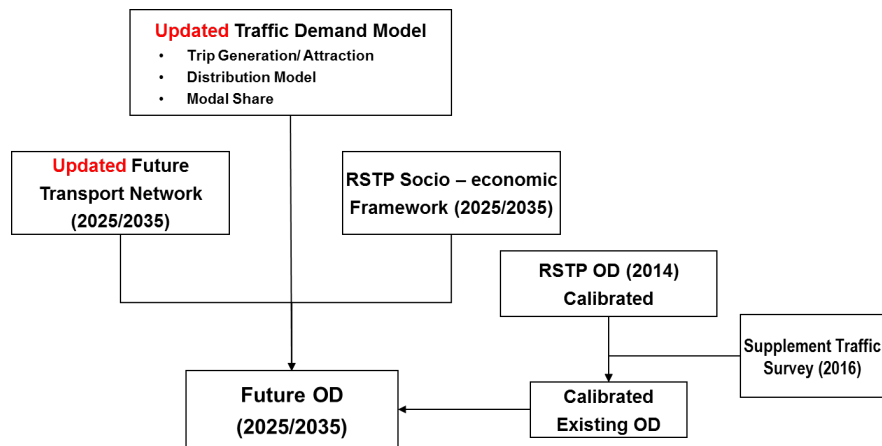 Updated Traffic Demand Model
• Trip Generation/ Attraction
• Distribution Model
• Modal Share
Updated Future
Transport Network
(2025/2035)
RSTP Socio – economic
Framework (2025/2035)
RSTP OD (2014)
Calibrated
Supplement Traffic
Survey (2016)
Future OD
(2025/2035)
Calibrated
Existing OD